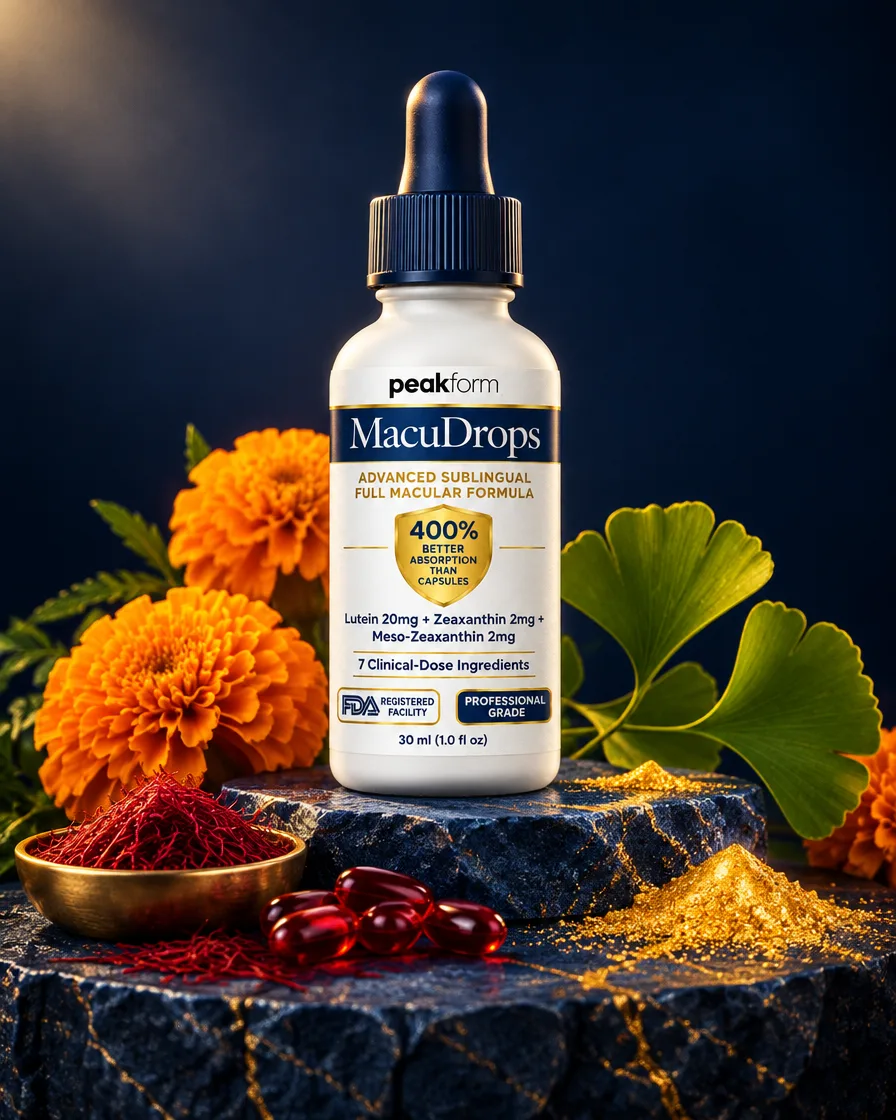 peakform
MacuDrops
ADVANCED SUBLINGUAL
FULL MACULAR FORMULA
400%
BETTER
ABSORPTION
THAN
CAPSULES
Lutein 20mg + Zeaxanthin 2mg +
Meso-Zeaxanthin 2mg
7 Clinical-Dose Ingredients
FDA REGISTERED
FACILITY
PROFESSIONAL
GRADE
30 ml (1.0 fl oz)